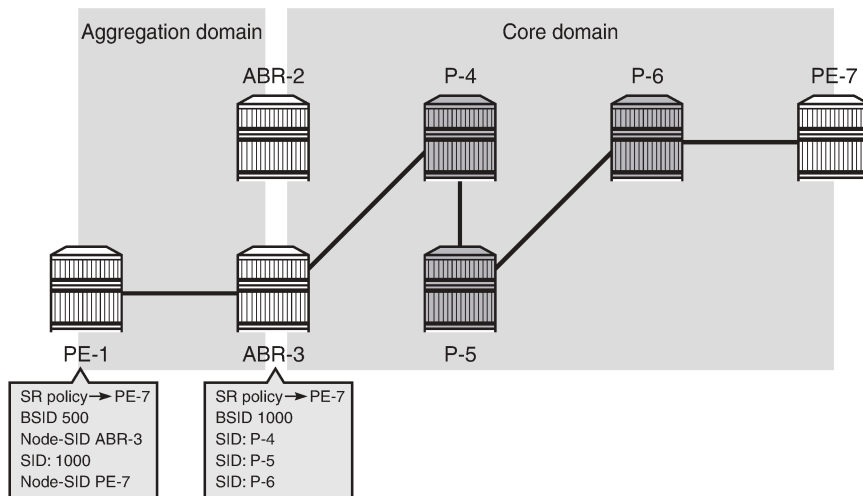 Aggregation domain
Core domain
ABR-2
P-4
P-6
PE-7
PE-1
ABR-3
P-5
SR policy → PE-7
BSID 500
Node-SID ABR-3
SID: 1000
Node-SID PE-7
SR policy → PE-7
BSID 1000
SID: P-4
SID: P-5
SID: P-6